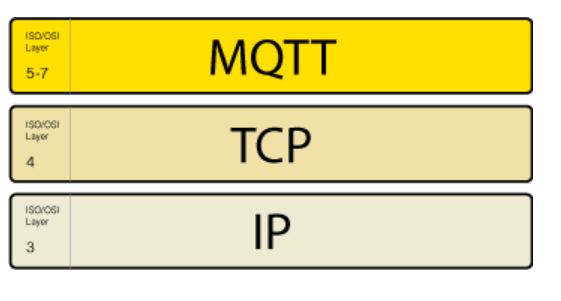 ISO/OSI
Layer
5-7
MQTT
ISO/OSI
Layer
4
TCP
ISO/OSI
Layer
3
IP